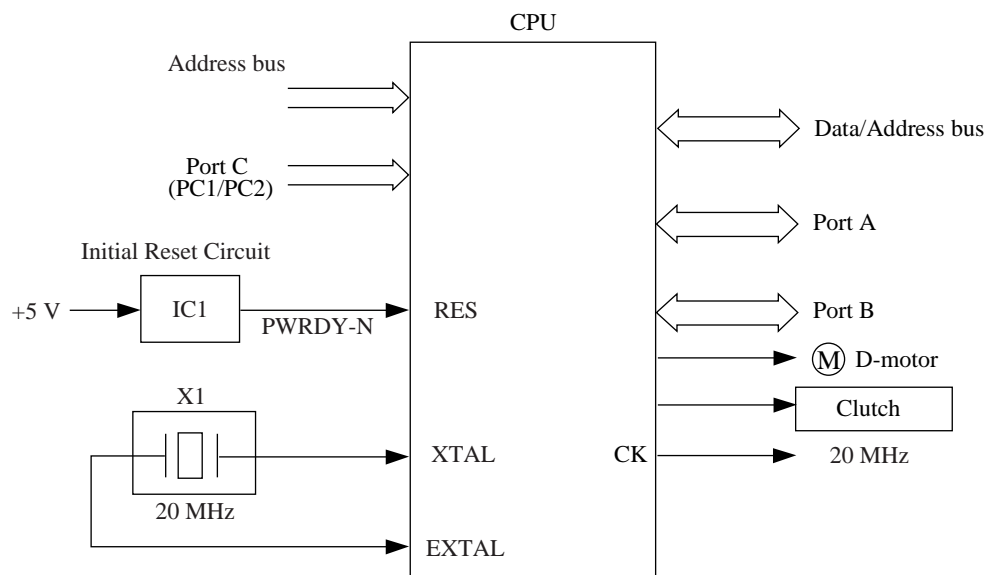 CPU
Address bus
Data/Address bus
Port C
(PC1/PC2)
Port A
Initial Reset Circuit
+5 V
IC1
PWRDY-N
RES
Port B
M D-motor
X1
Clutch
XTAL
CK
20 MHz
20 MHz
EXTAL